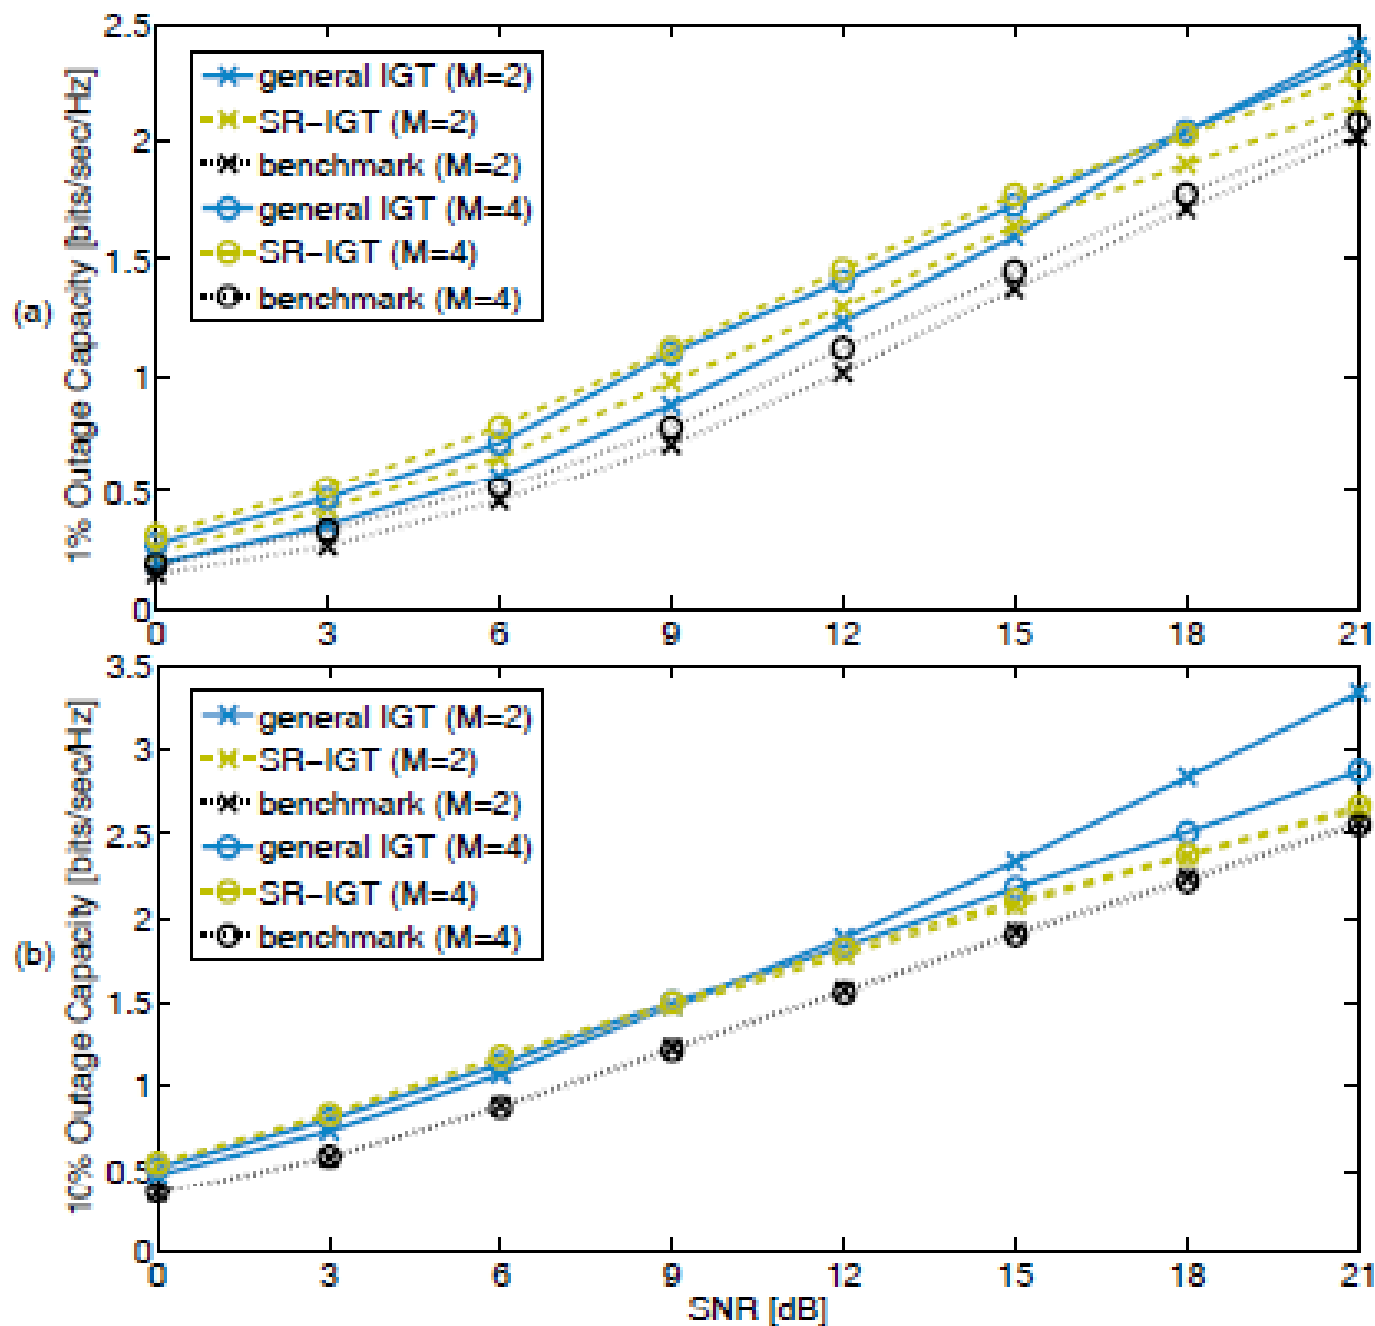 2.5
general IGT (M=2)
SR-IGT (M=2)
benchmark (M=2)
general IGT (M=4)
SR-IGT (M=4)
benchmark (M=4)
2
1.5
1
0.5
0
1% Outage Capacity [bits/sec/Hz]
(a)
0 3 6 9 12 15 18 21
3.5
general IGT (M=2)
SR-IGT (M=2)
benchmark (M=2)
general IGT (M=4)
SR-IGT (M=4)
benchmark (M=4)
3
2.5
2
1.5
1
0.5
0
10% Outage Capacity [bits/sec/Hz]
(b)
0 3 6 9 12 15 18 21
SNR [dB]